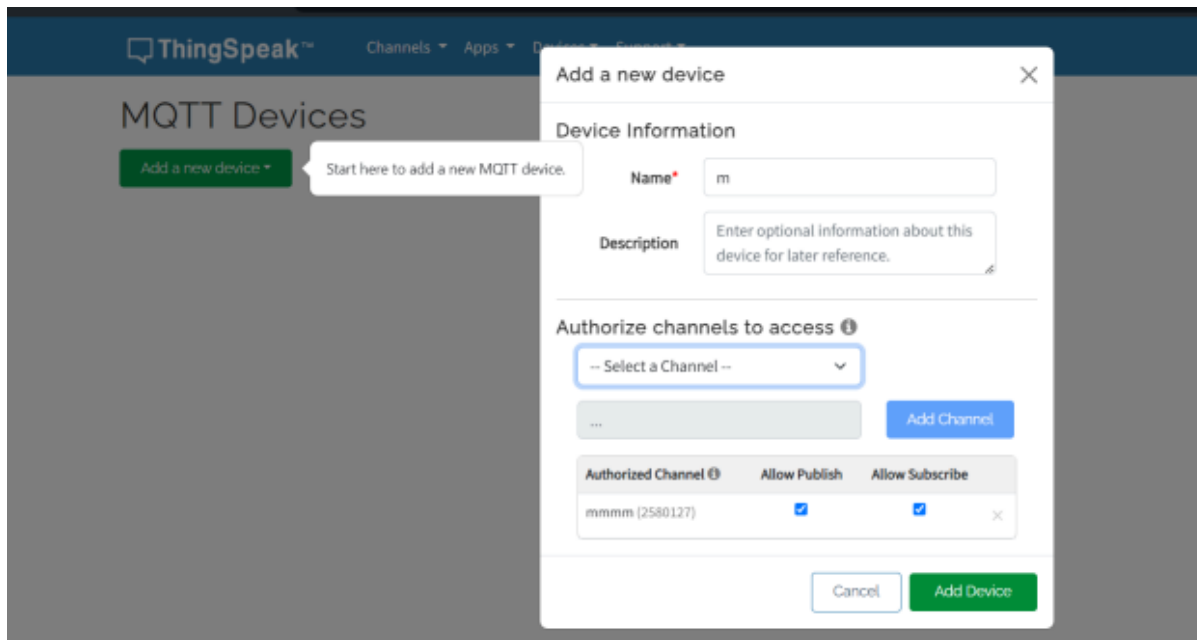 ThingSpeak™ Channels Apps Devices Support
MQTT Devices
Add a new device
Start here to add a new MQTT device.
Add a new device
Device Information
Name* m
Description
Enter optional information about this
device for later reference.
Authorize channels to access
-- Select a Channel --
...
Add Channel
Authorized Channel Allow Publish Allow Subscribe
mmmm (2580127)
Cancel Add Device